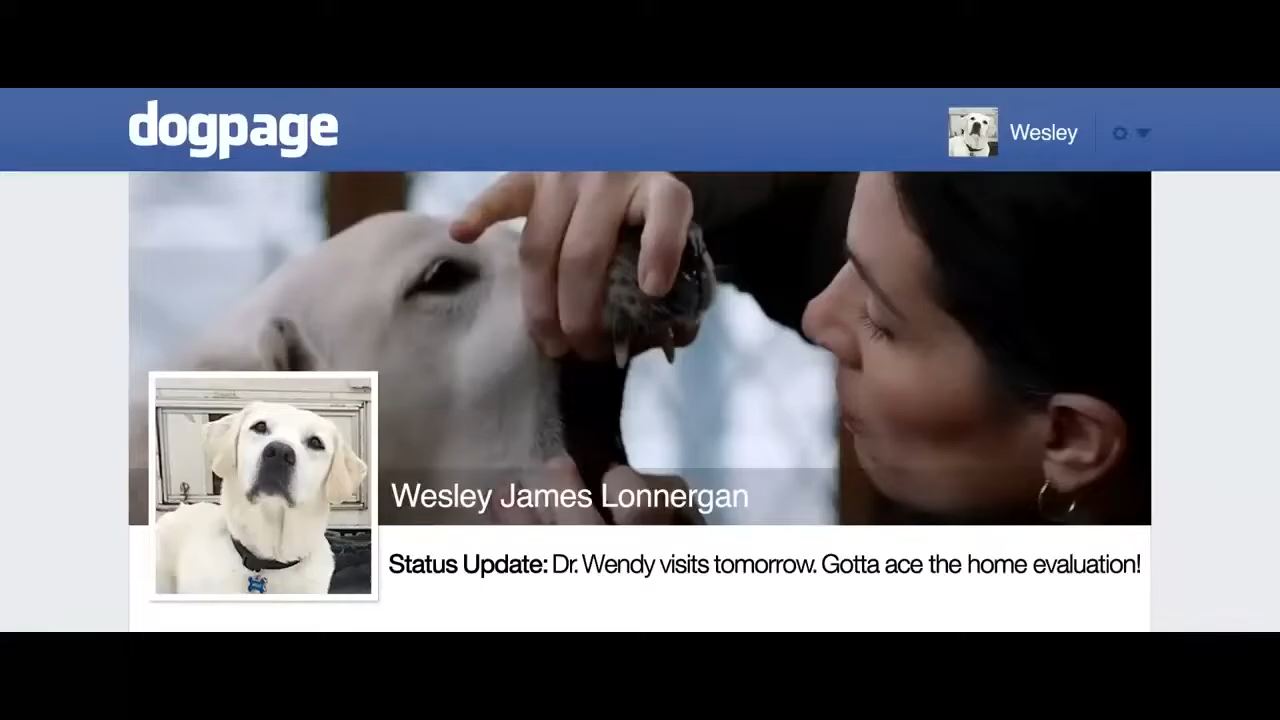 dogpage
Wesley
Wesley James Lonnergan
Status Update: Dr. Wendy visits tomorrow. Gotta ace the home evaluation!